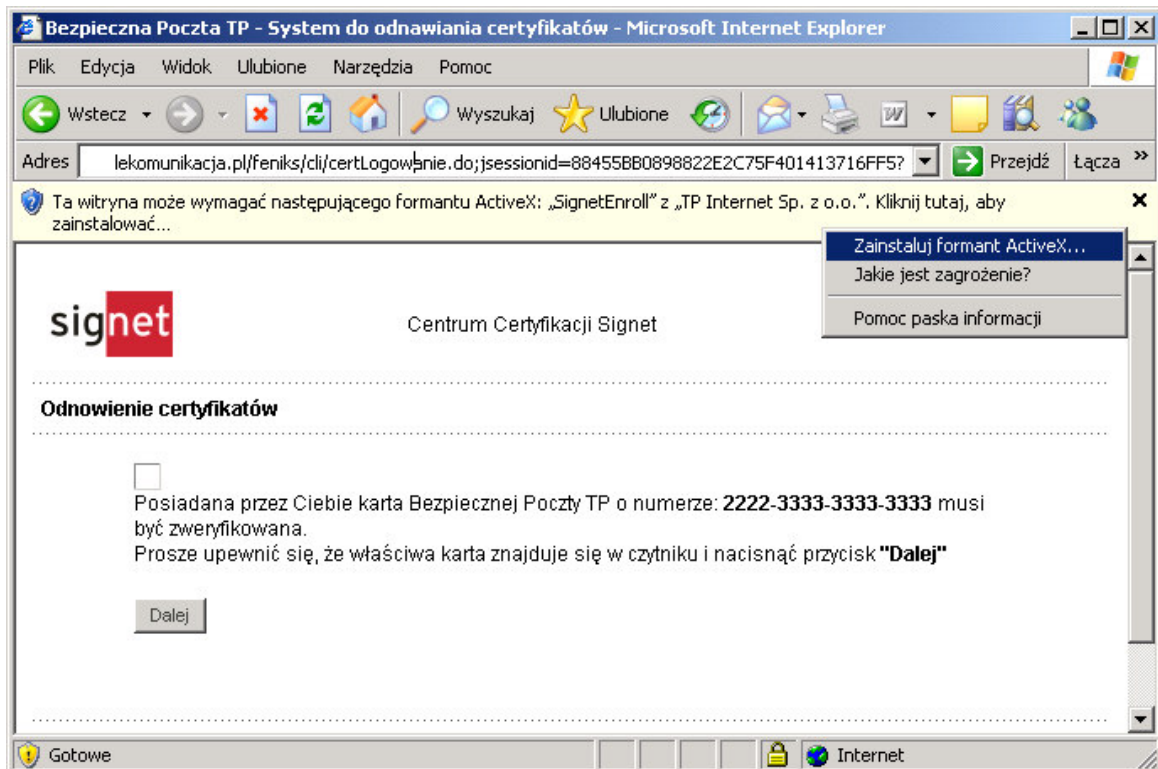 Bezpieczna Poczta TP - System do odnawiania certyfikatów - Microsoft Internet Explorer
Plik Edycja Widok Ulubione Narzędzia Pomoc
Wstecz Wyszukaj Ulubione
Adres lekomunikacja.pl/feniks/cli/certLogowanie.do;jsessionid=88455BB0898822E2C75F401413716FF5? Przejdź Łącza »
Ta witryna może wymagać następującego formantu ActiveX: „SignetEnroll” z „TP Internet Sp. z o.o.”. Kliknij tutaj, aby
zainstalować...
Zainstaluj formant ActiveX...
Jakie jest zagrożenie?
Pomoc paska informacji
signet
Centrum Certyfikacji Signet
Odnowienie certyfikatów
Posiadana przez Ciebie karta Bezpiecznej Poczty TP o numerze: 2222-3333-3333-3333 musi
być zweryfikowana.
Prosze upewnić się, że właściwa karta znajduje się w czytniku i nacisnąć przycisk "Dalej"
Dalej
Gotowe Internet